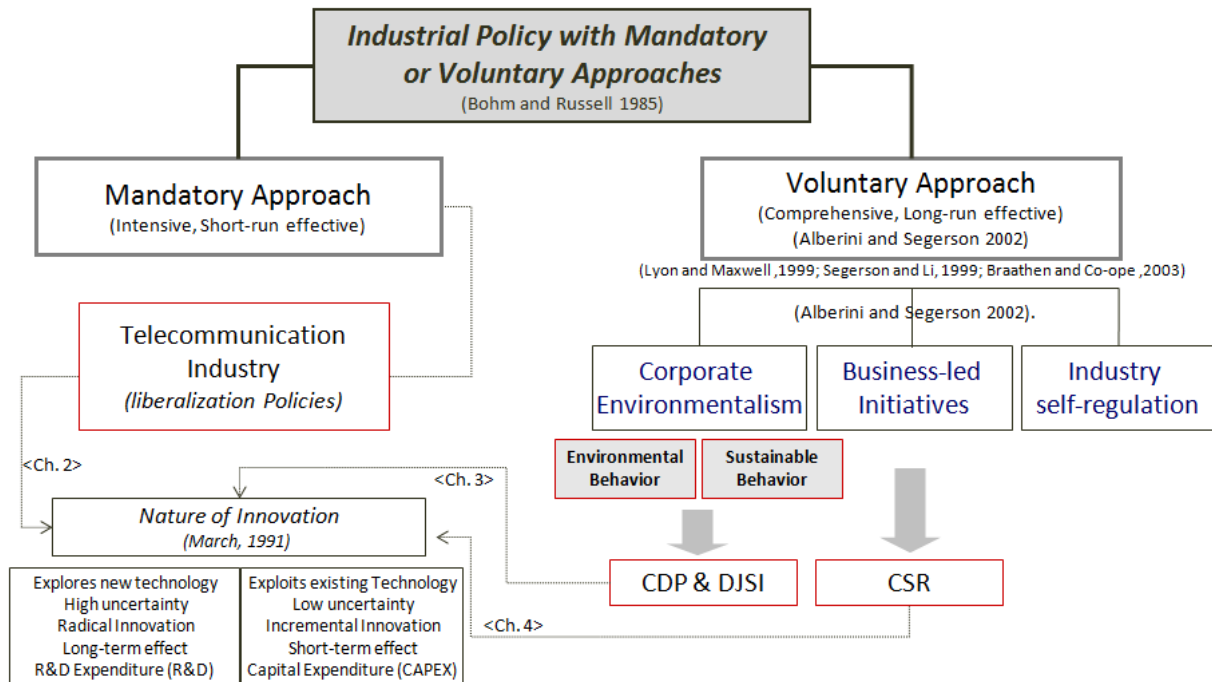 Industrial Policy with Mandatory
or Voluntary Approaches
(Bohm and Russell 1985)
Mandatory Approach
(Intensive, Short-run effective)
Voluntary Approach
(Comprehensive, Long-run effective)
(Alberini and Segerson 2002)
(Lyon and Maxwell ,1999; Segerson and Li, 1999; Braathen and Co-ope ,2003)
(Alberini and Segerson 2002).
Telecommunication
Industry
(liberalization Policies)
Corporate
Environmentalism
Business-led
Initiatives
Industry
self-regulation
Environmental
Behavior
Sustainable
Behavior
<Ch. 2>
<Ch. 3>
Nature of Innovation
(March, 1991)
Explores new technology
High uncertainty
Radical Innovation
Long-term effect
R&D Expenditure (R&D)
Exploits existing Technology
Low uncertainty
Incremental Innovation
Short-term effect
Capital Expenditure (CAPEX)
CDP & DJSI
CSR
<Ch. 4>